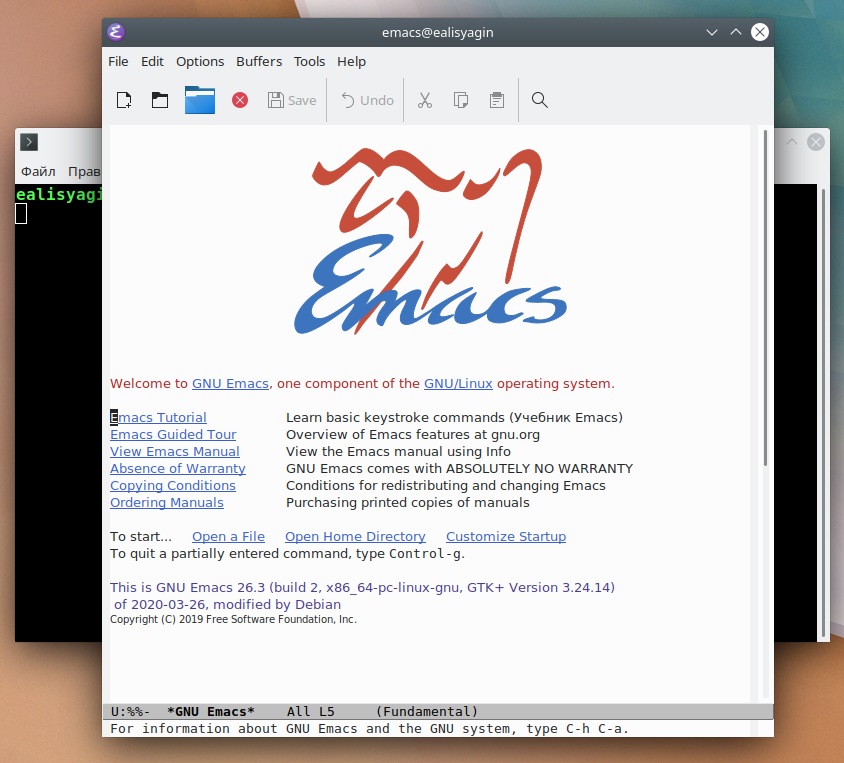 emacs@ealisyagin
File Edit Options Buffers Tools Help
Save Undo
Файл Прав
ealisyagi
Emacs
Welcome to GNU Emacs, one component of the GNU/Linux operating system.
Emacs Tutorial Learn basic keystroke commands (Учебник Emacs)
Emacs Guided Tour Overview of Emacs features at gnu.org
View Emacs Manual View the Emacs manual using Info
Absence of Warranty GNU Emacs comes with ABSOLUTELY NO WARRANTY
Copying Conditions Conditions for redistributing and changing Emacs
Ordering Manuals Purchasing printed copies of manuals
To start... Open a File Open Home Directory Customize Startup
To quit a partially entered command, type Control-g.
This is GNU Emacs 26.3 (build 2, x86_64-pc-linux-gnu, GTK+ Version 3.24.14)
of 2020-03-26, modified by Debian
Copyright (C) 2019 Free Software Foundation, Inc.
U:%%- *GNU Emacs* All L5 (Fundamental)
For information about GNU Emacs and the GNU system, type C-h C-a.